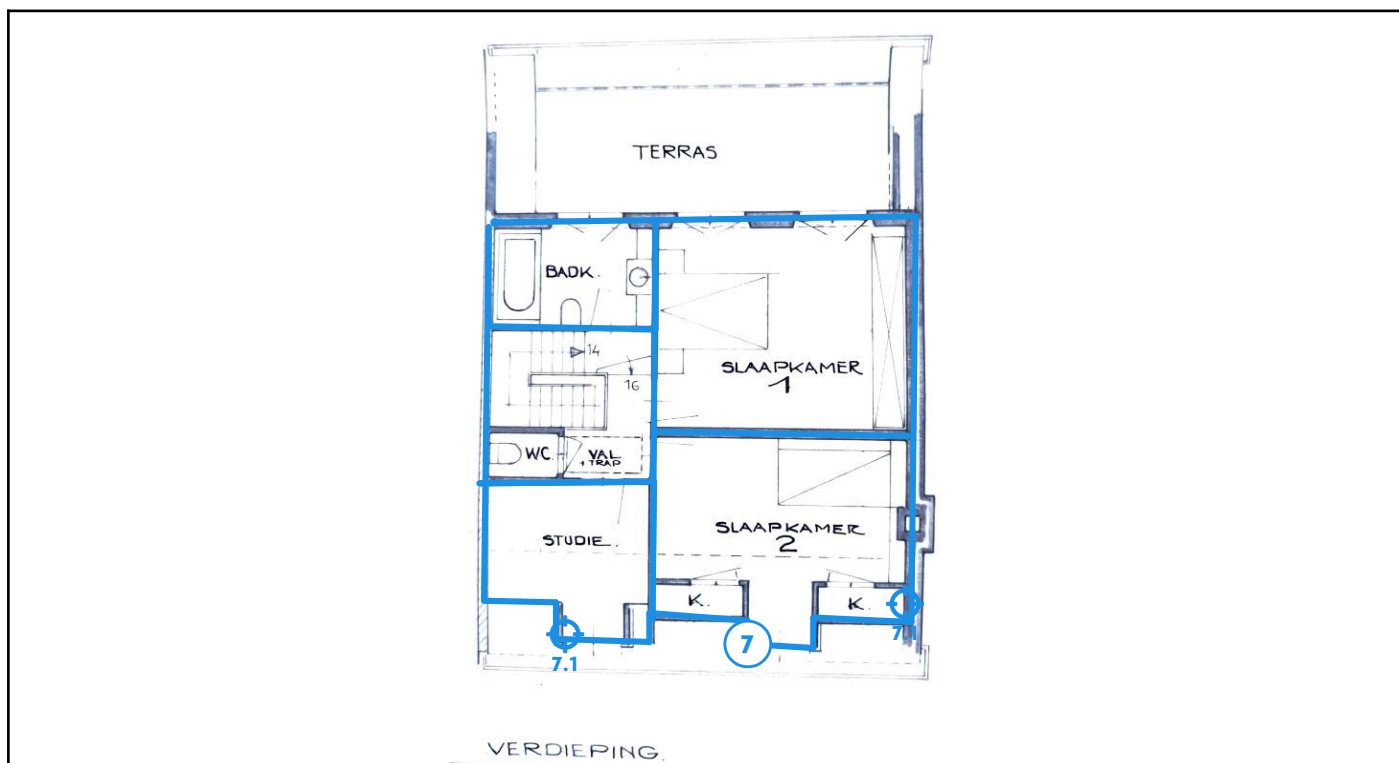 TERRAS
BADK.
14
16
SLAAPKAMER
1
WC.
VAL
+ TRAP
SLAAPKAMER
2
STUDIE.
K.
K.
7
7.1
7.1
VERDIEPING.